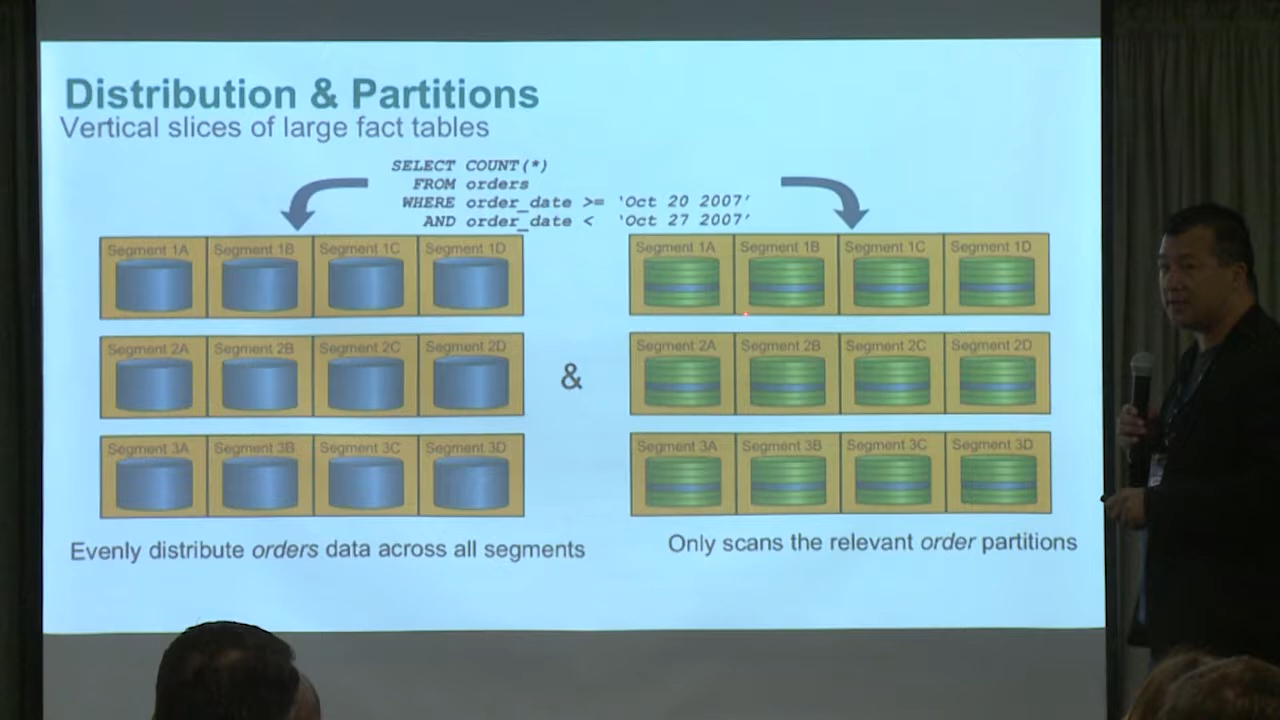 Distribution & Partitions
Vertical slices of large fact tables
SELECT COUNT(*)
FROM orders
WHERE order_date >= 'Oct 20 2007'
AND order_date < 'Oct 27 2007'
Segment 1A Segment 1B Segment 1C Segment 1D
Segment 2A Segment 2B Segment 2C Segment 2D
Segment 3A Segment 3B Segment 3C Segment 3D
Evenly distribute orders data across all segments
&
Segment 1A Segment 1B Segment 1C Segment 1D
Segment 2A Segment 2B Segment 2C Segment 2D
Segment 3A Segment 3B Segment 3C Segment 3D
Only scans the relevant order partitions